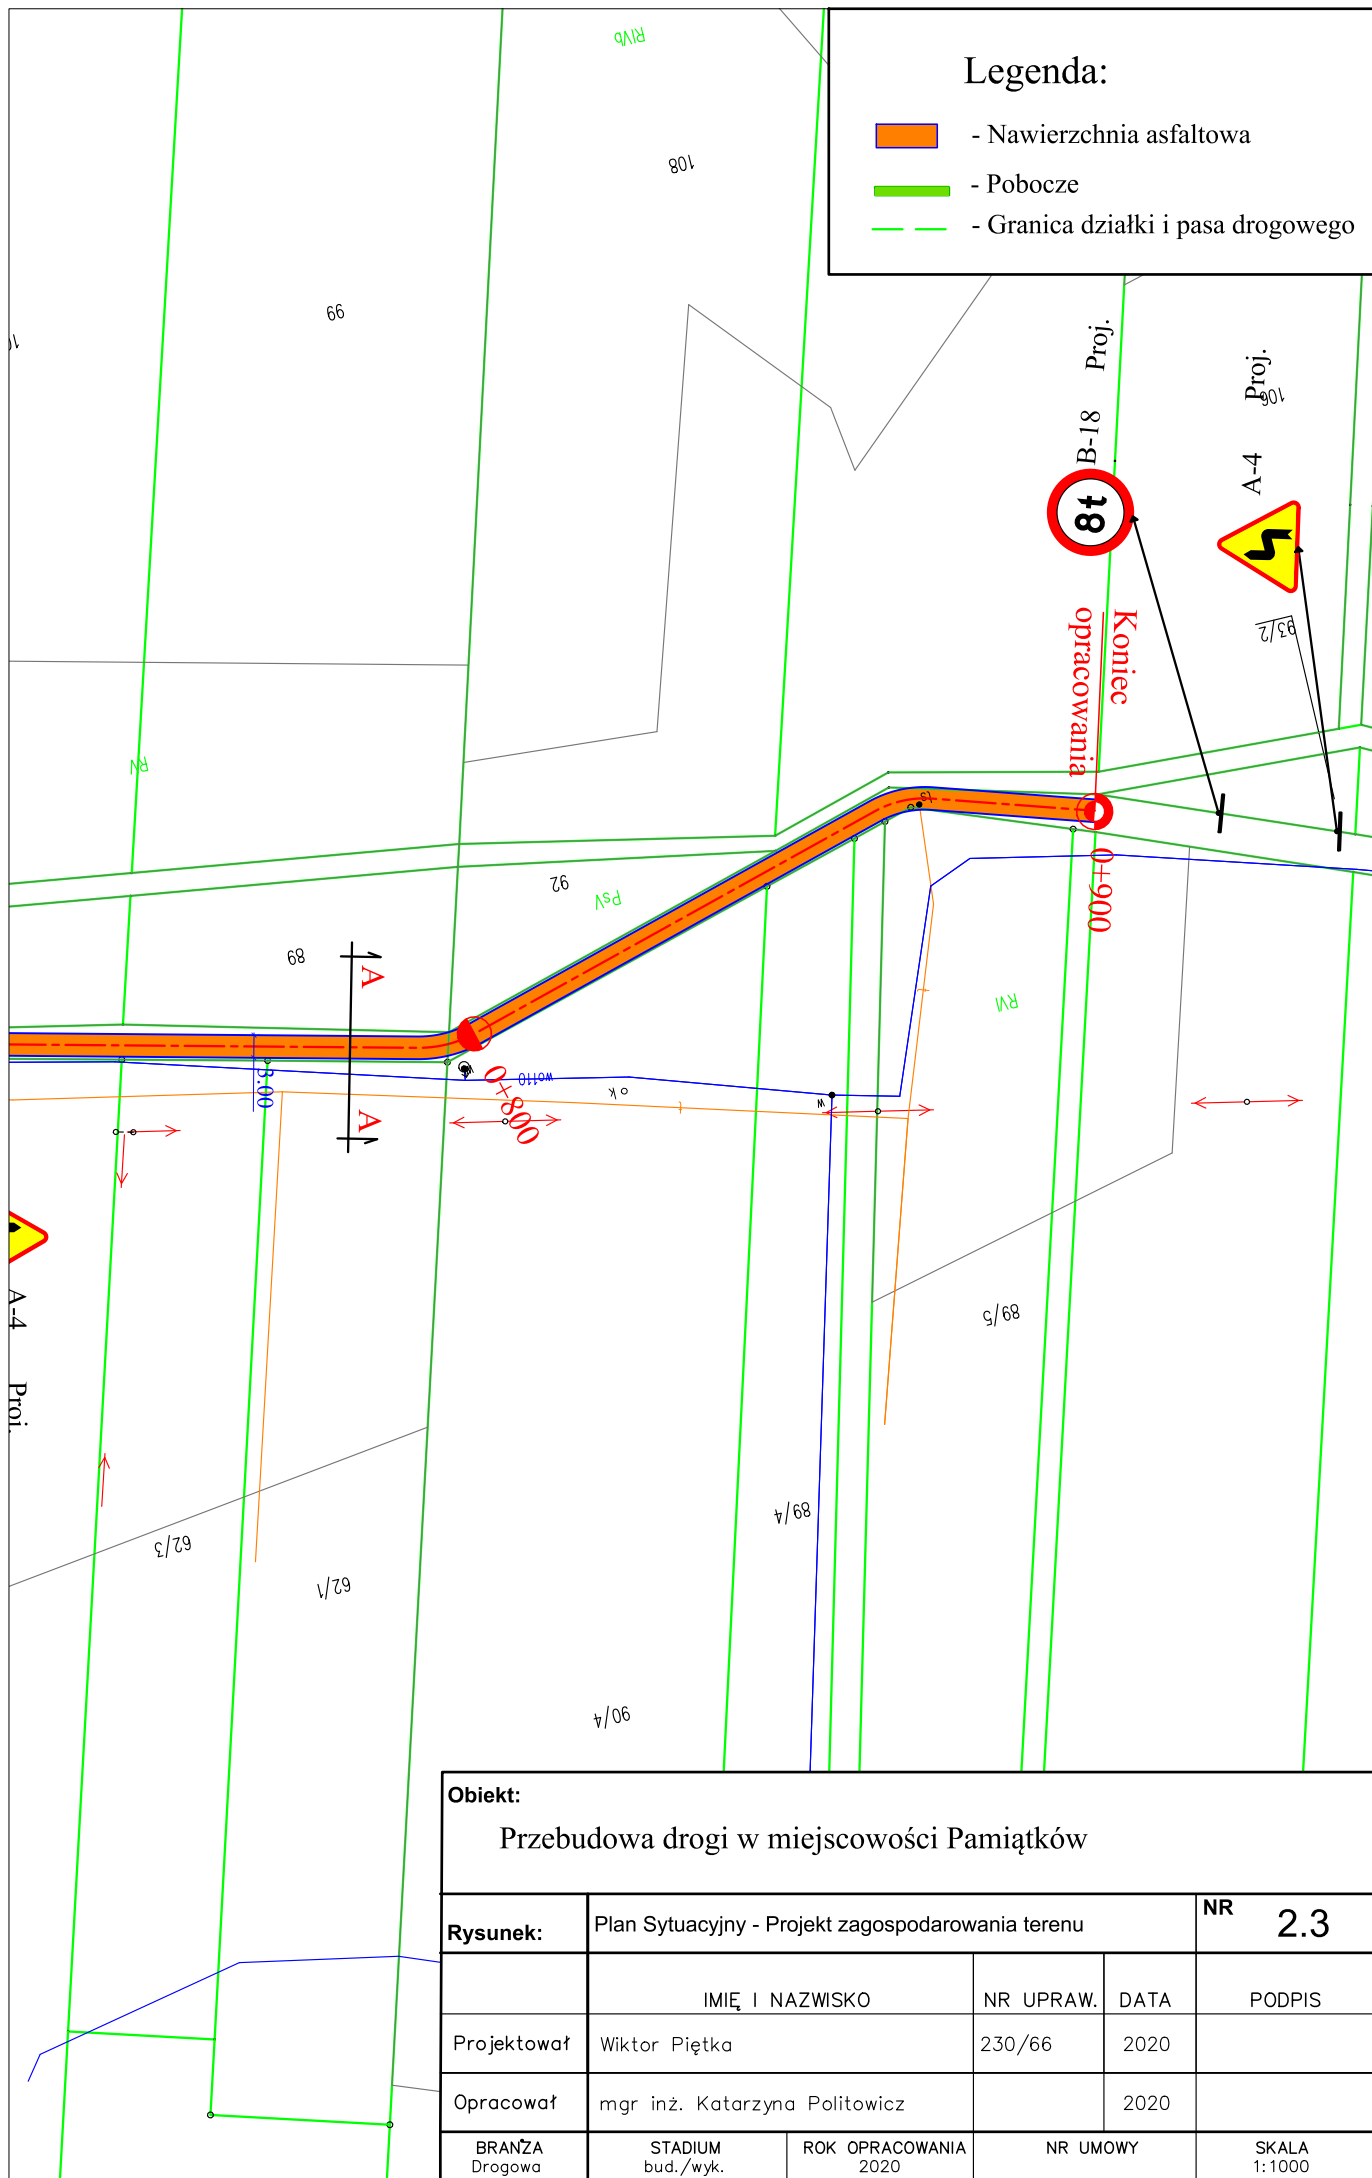 Legenda:
- Nawierzchnia asfaltowa
- Pobocze
- Granica działki i pasa drogowego
RIVb
108
99
B-18 Proj.
A-4 Proj.
106
8t
93/2
Koniec
opracowania
RV
ts
92
PsV
0+900
89
A
RVI
3.00
wo110
k
w
0+800
A
A-4 Proj.
89/5
89/4
62/3
62/1
90/4
Obiekt:
Przebudowa drogi w miejscowości Pamiątków
Rysunek:
Plan Sytuacyjny - Projekt zagospodarowania terenu
NR 2.3
IMIĘ I NAZWISKO NR UPRAW. DATA PODPIS
Projektował Wiktor Piętka 230/66 2020
Opracował mgr inż. Katarzyna Politowicz 2020
BRANŻA STADIUM ROK OPRACOWANIA NR UMOWY SKALA
Drogowa bud./wyk. 2020 1:1000